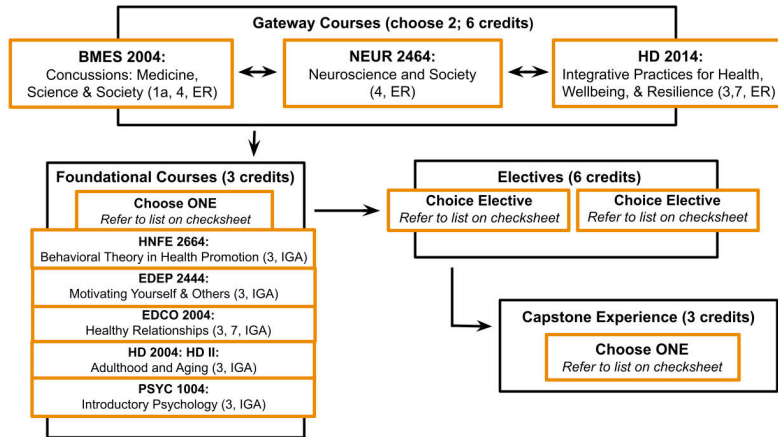 Gateway Courses (choose 2; 6 credits)
BMES 2004:
Concussions: Medicine,
Science & Society (1a, 4, ER)
NEUR 2464:
Neuroscience and Society
(4, ER)
HD 2014:
Integrative Practices for Health,
Wellbeing, & Resilience (3,7, ER)
Foundational Courses (3 credits)
Choose ONE
Refer to list on checksheet
HNFE 2664:
Behavioral Theory in Health Promotion (3, IGA)
EDEP 2444:
Motivating Yourself & Others (3, IGA)
EDCO 2004:
Healthy Relationships (3, 7, IGA)
HD 2004: HD II:
Adulthood and Aging (3, IGA)
PSYC 1004:
Introductory Psychology (3, IGA)
Electives (6 credits)
Choice Elective
Refer to list on checksheet
Choice Elective
Refer to list on checksheet
Capstone Experience (3 credits)
Choose ONE
Refer to list on checksheet